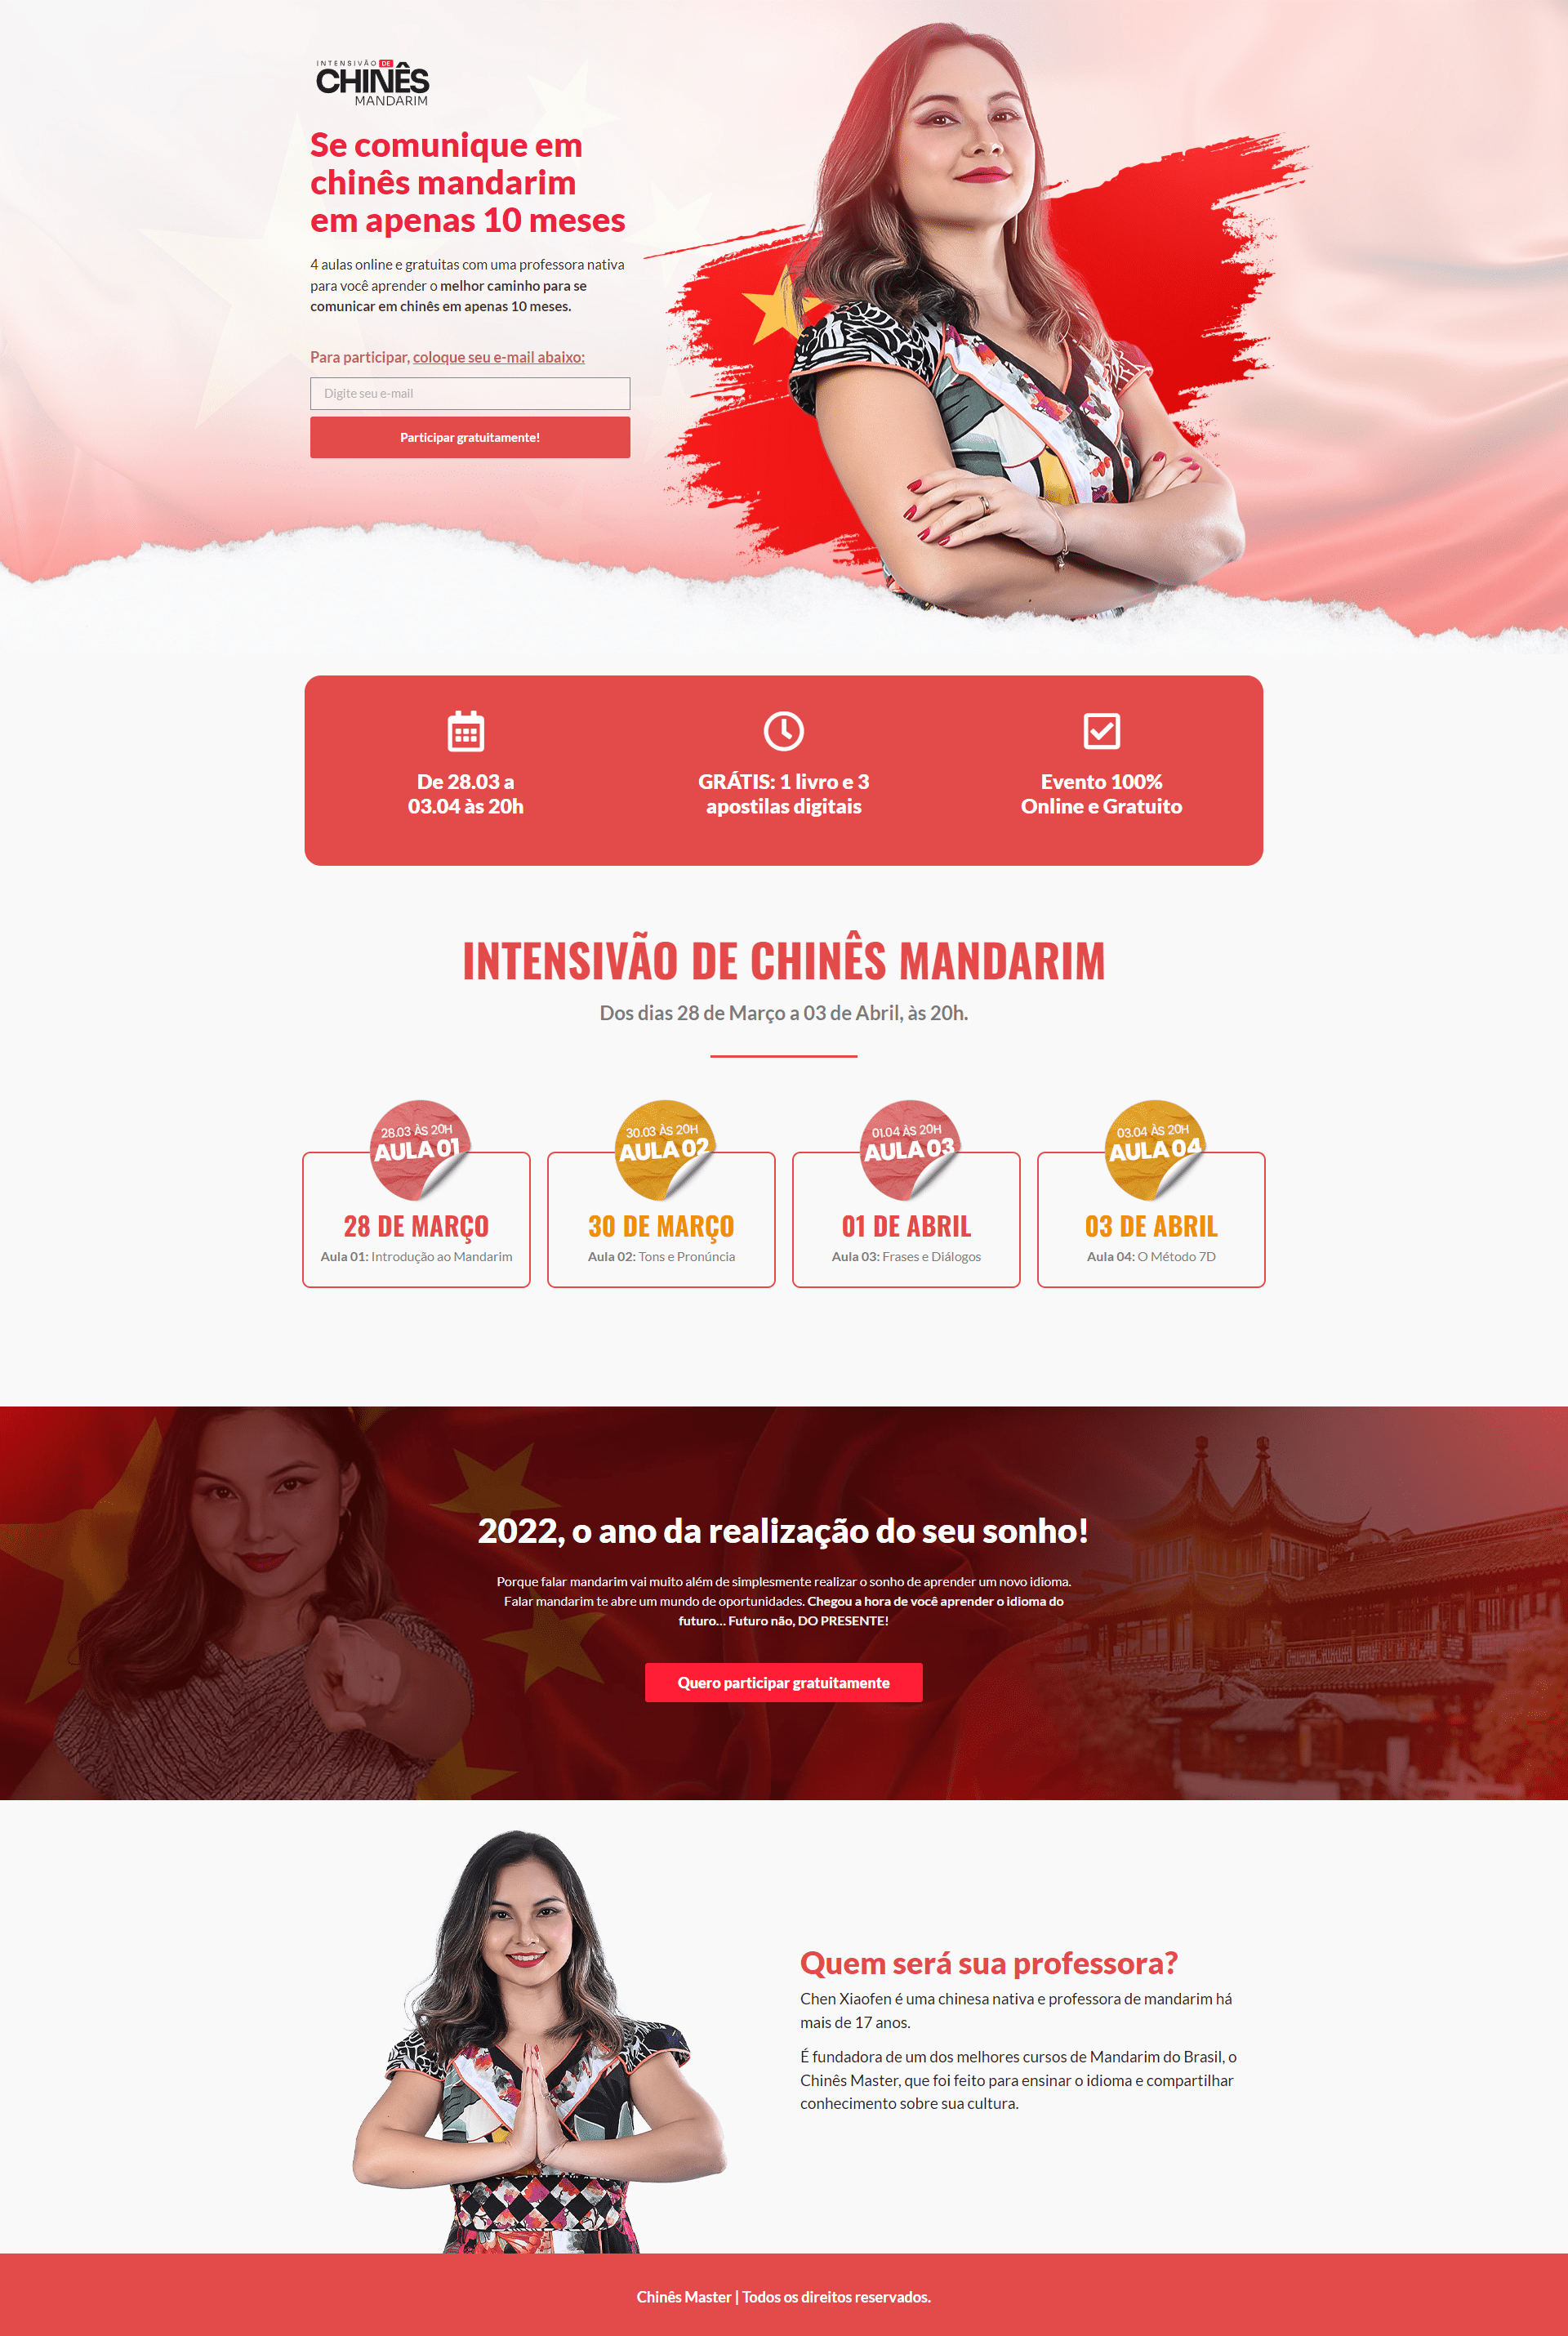 INTENSIVÃO DE
CHINÊS
MANDARIM
Se comunique em
chinês mandarim
em apenas 10 meses
4 aulas online e gratuitas com uma professora nativa
para você aprender o melhor caminho para se
comunicar em chinês em apenas 10 meses.
Para participar, coloque seu e-mail abaixo:
Digite seu e-mail
Participar gratuitamente!
De 28.03 a
03.04 às 20h
GRÁTIS: 1 livro e 3
apostilas digitais
Evento 100%
Online e Gratuito
INTENSIVÃO DE CHINÊS MANDARIM
Dos dias 28 de Março a 03 de Abril, às 20h.
28.03 ÀS 20H
AULA 01
28 DE MARÇO
Aula 01: Introdução ao Mandarim
30.03 ÀS 20H
AULA 02
30 DE MARÇO
Aula 02: Tons e Pronúncia
01.04 ÀS 20H
AULA 03
01 DE ABRIL
Aula 03: Frases e Diálogos
03.04 ÀS 20H
AULA 04
03 DE ABRIL
Aula 04: O Método 7D
2022, o ano da realização do seu sonho!
Porque falar mandarim vai muito além de simplesmente realizar o sonho de aprender um novo idioma.
Falar mandarim te abre um mundo de oportunidades. Chegou a hora de você aprender o idioma do
futuro... Futuro não, DO PRESENTE!
Quero participar gratuitamente
Quem será sua professora?
Chen Xiaofen é uma chinesa nativa e professora de mandarim há
mais de 17 anos.
É fundadora de um dos melhores cursos de Mandarim do Brasil, o
Chinês Master, que foi feito para ensinar o idioma e compartilhar
conhecimento sobre sua cultura.
Chinês Master | Todos os direitos reservados.